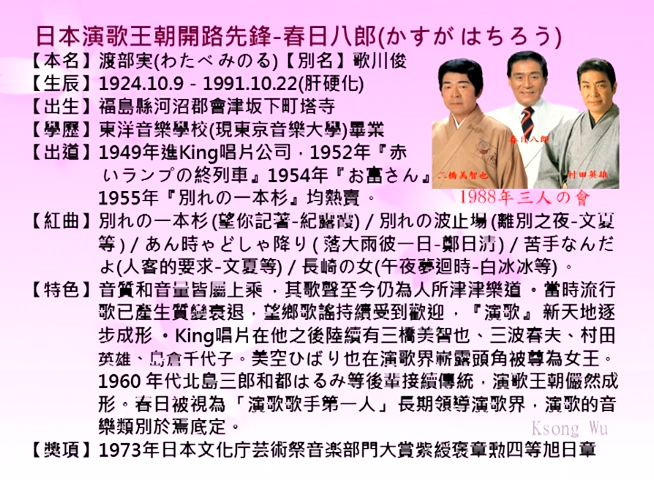 日本演歌王朝開路先鋒-春日八郎(かすが はちろう)
【本名】渡部実(わたべ みのる)【別名】歌川俊
【生辰】1924.10.9 - 1991.10.22(肝硬化)
【出生】福島縣河沼郡會津坂下町塔寺
【學歷】東洋音樂學校(現東京音樂大學)畢業
【出道】1949年進King唱片公司，1952年『赤
いランプの終列車』1954年『お富さん』
1955年『別れの一本杉』均熱賣。
春日八郎
三橋美智也
村田英雄
1988年三人の會
【紅曲】別れの一本杉(望你記著-紀露霞) / 別れの波止場(離別之夜-文夏
等) / あん時ゃどしゃ降り(落大雨彼一日-鄭日清) / 苦手なんだ
よ(人客的要求-文夏等) / 長崎の女(午夜夢迴時-白冰冰等)。
【特色】音質和音量皆屬上乘，其歌聲至今仍為人所津津樂道。當時流行
歌已產生質變衰退，望鄉歌謠持續受到歡迎，『演歌』新天地逐
步成形。King唱片在他之後陸續有三橋美智也、三波春夫、村田
英雄、島倉千代子。美空ひばり也在演歌界嶄露頭角被尊為女王。
1960年代北島三郎和都はるみ等後輩接續傳統，演歌王朝儼然成
形。春日被視為「演歌歌手第一人」長期領導演歌界，演歌的音
樂類別於焉底定。
Ksong Wu
【獎項】1973年日本文化庁芸術祭音楽部門大賞紫綬褒章勲四等旭日章